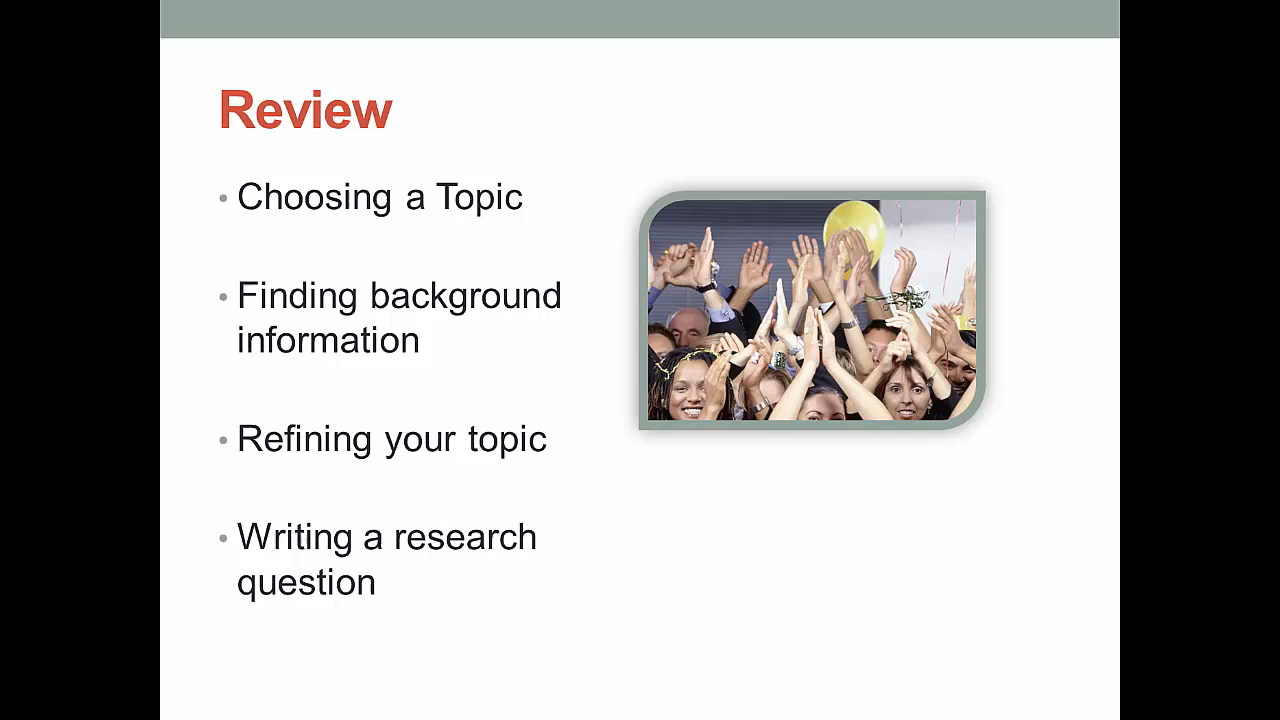 Review
• Choosing a Topic
• Finding background
information
• Refining your topic
• Writing a research
question